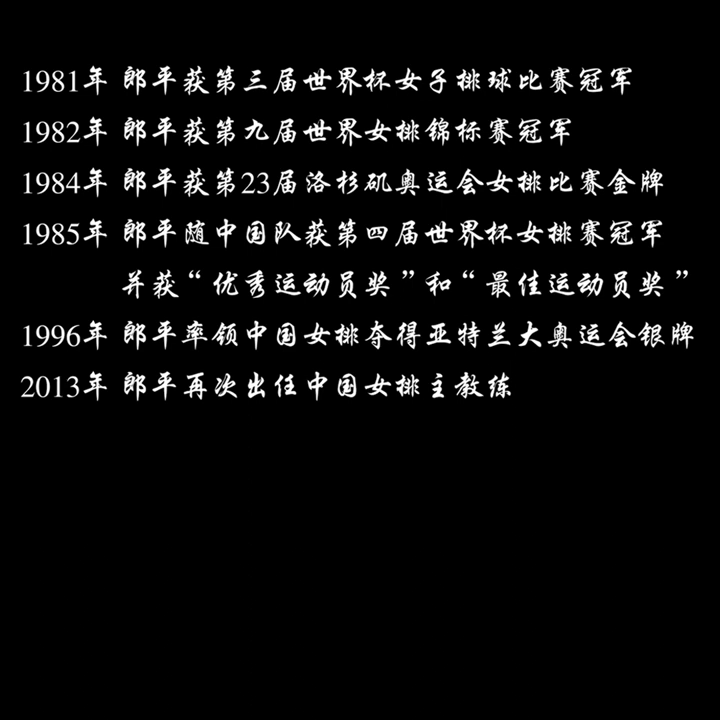 1981年 郎平获第三届世界杯女子排球比赛冠军
1982年 郎平获第九届世界女排锦标赛冠军
1984年 郎平获第23届洛杉矶奥运会女排比赛金牌
1985年 郎平随中国队获第四届世界杯女排赛冠军
并获“优秀运动员奖”和“最佳运动员奖”
1996年 郎平率领中国女排夺得亚特兰大奥运会银牌
2013年 郎平再次出任中国女排主教练